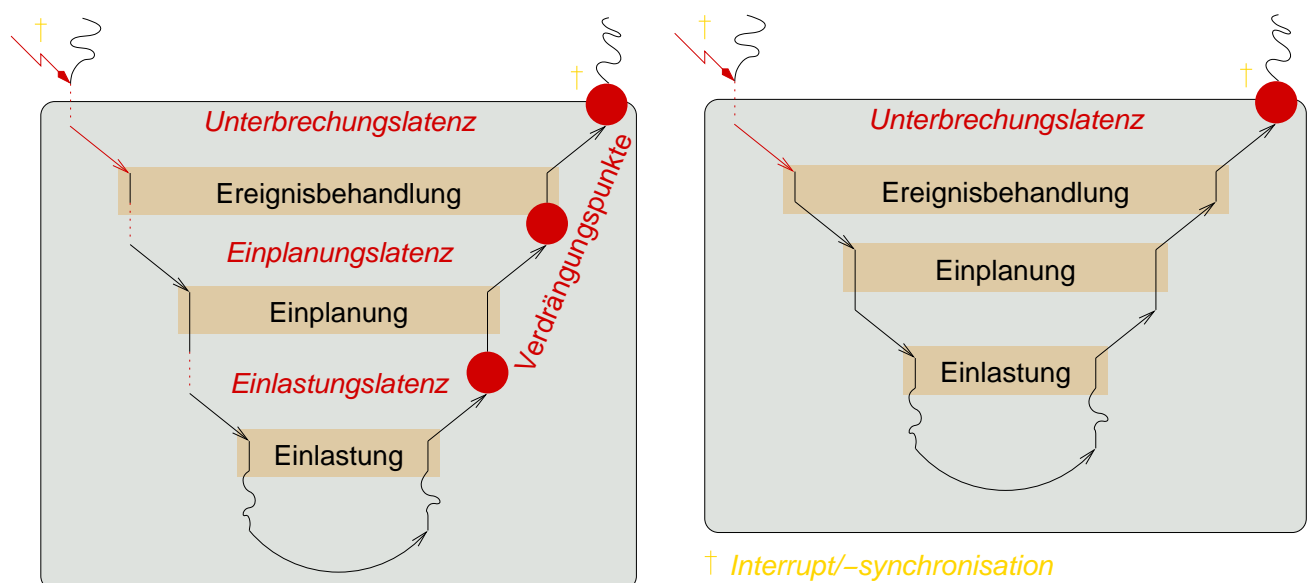 †
†
Unterbrechungslatenz
Ereignisbehandlung
Einplanungslatenz
Einplanung
Einlastungslatenz
Einlastung
Verdrängungspunkte
†
†
Unterbrechungslatenz
Ereignisbehandlung
Einplanung
Einlastung
† Interrupt/−synchronisation